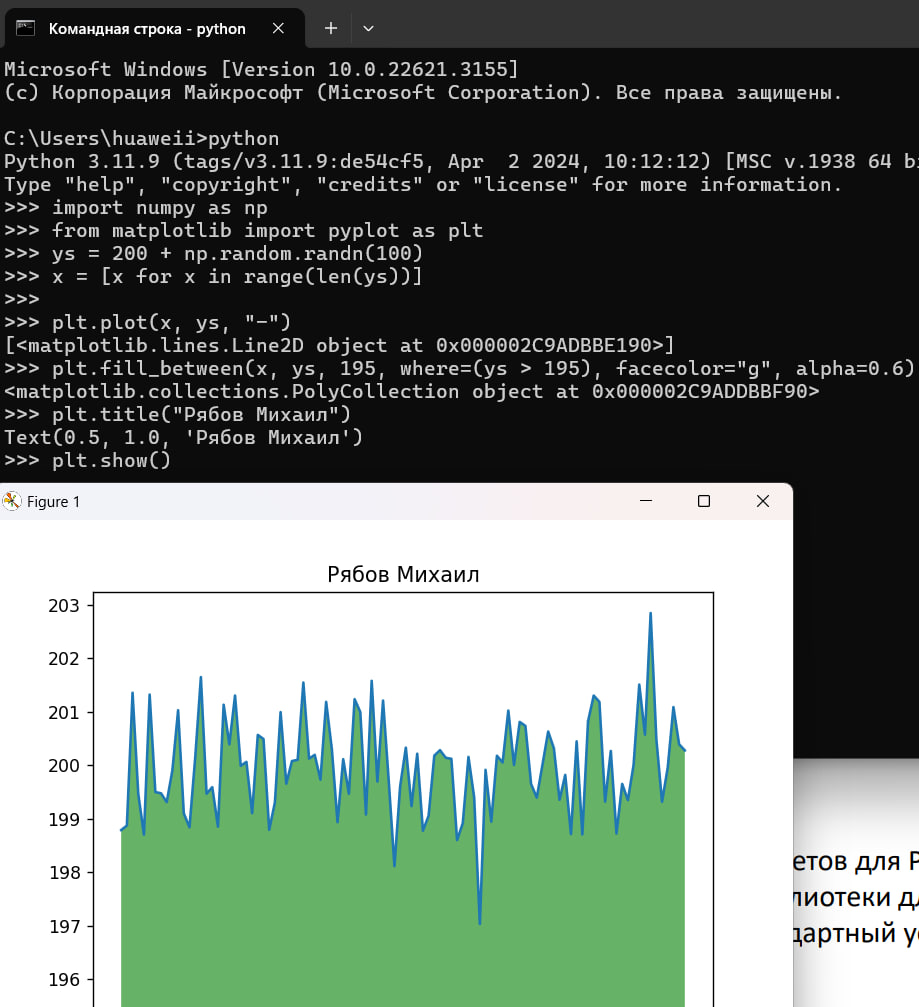 Командная строка - python
Microsoft Windows [Version 10.0.22621.3155]
(c) Корпорация Майкрософт (Microsoft Corporation). Все права защищены.
C:\Users\huaweii>python
Python 3.11.9 (tags/v3.11.9:de54cf5, Apr  2 2024, 10:12:12) [MSC v.1938 64 bi
Type "help", "copyright", "credits" or "license" for more information.
>>> import numpy as np
>>> from matplotlib import pyplot as plt
>>> ys = 200 + np.random.randn(100)
>>> x = [x for x in range(len(ys))]
>>>
>>> plt.plot(x, ys, "-")
[<matplotlib.lines.Line2D object at 0x000002C9ADBBE190>]
>>> plt.fill_between(x, ys, 195, where=(ys > 195), facecolor="g", alpha=0.6)
<matplotlib.collections.PolyCollection object at 0x000002C9ADDBBF90>
>>> plt.title("Рябов Михаил")
Text(0.5, 1.0, 'Рябов Михаил')
>>> plt.show()
Figure 1
Рябов Михаил
203
202
201
200
199
198
197
196
етов для Р
лиотеки дл
дартный ус